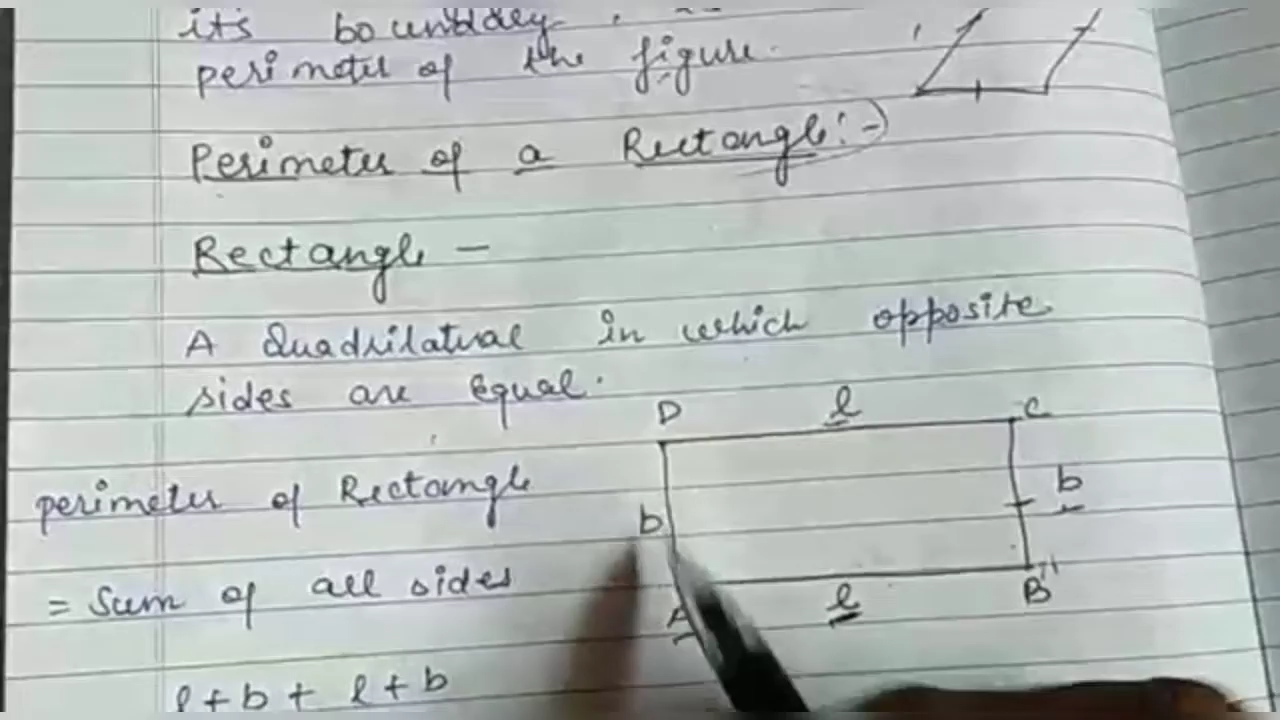 its boundary
perimeter of the figure.
Perimeter of a Rectangle :-
Rectangle -
A Quadrilateral in which opposite
sides are equal.
D l C
perimeter of Rectangle
b b
= Sum of all sides
A l B
l + b + l + b